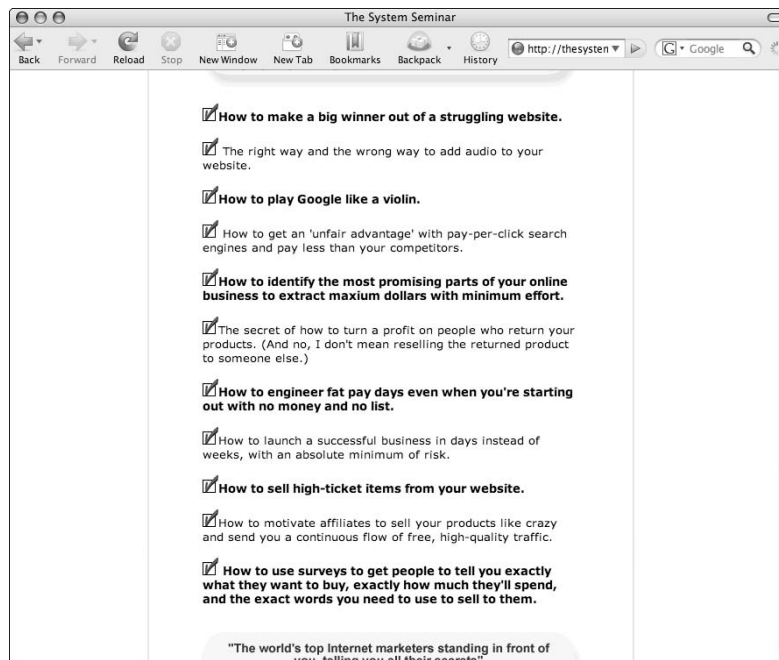 The System Seminar
Back Forward Reload Stop New Window New Tab Bookmarks Backpack History http://thesysten G Google
How to make a big winner out of a struggling website.
The right way and the wrong way to add audio to your
website.
How to play Google like a violin.
How to get an 'unfair advantage' with pay-per-click search
engines and pay less than your competitors.
How to identify the most promising parts of your online
business to extract maxium dollars with minimum effort.
The secret of how to turn a profit on people who return your
products. (And no, I don't mean reselling the returned product
to someone else.)
How to engineer fat pay days even when you're starting
out with no money and no list.
How to launch a successful business in days instead of
weeks, with an absolute minimum of risk.
How to sell high-ticket items from your website.
How to motivate affiliates to sell your products like crazy
and send you a continuous flow of free, high-quality traffic.
How to use surveys to get people to tell you exactly
what they want to buy, exactly how much they'll spend,
and the exact words you need to use to sell to them.
"The world's top Internet marketers standing in front of
you, telling you all their secrets"